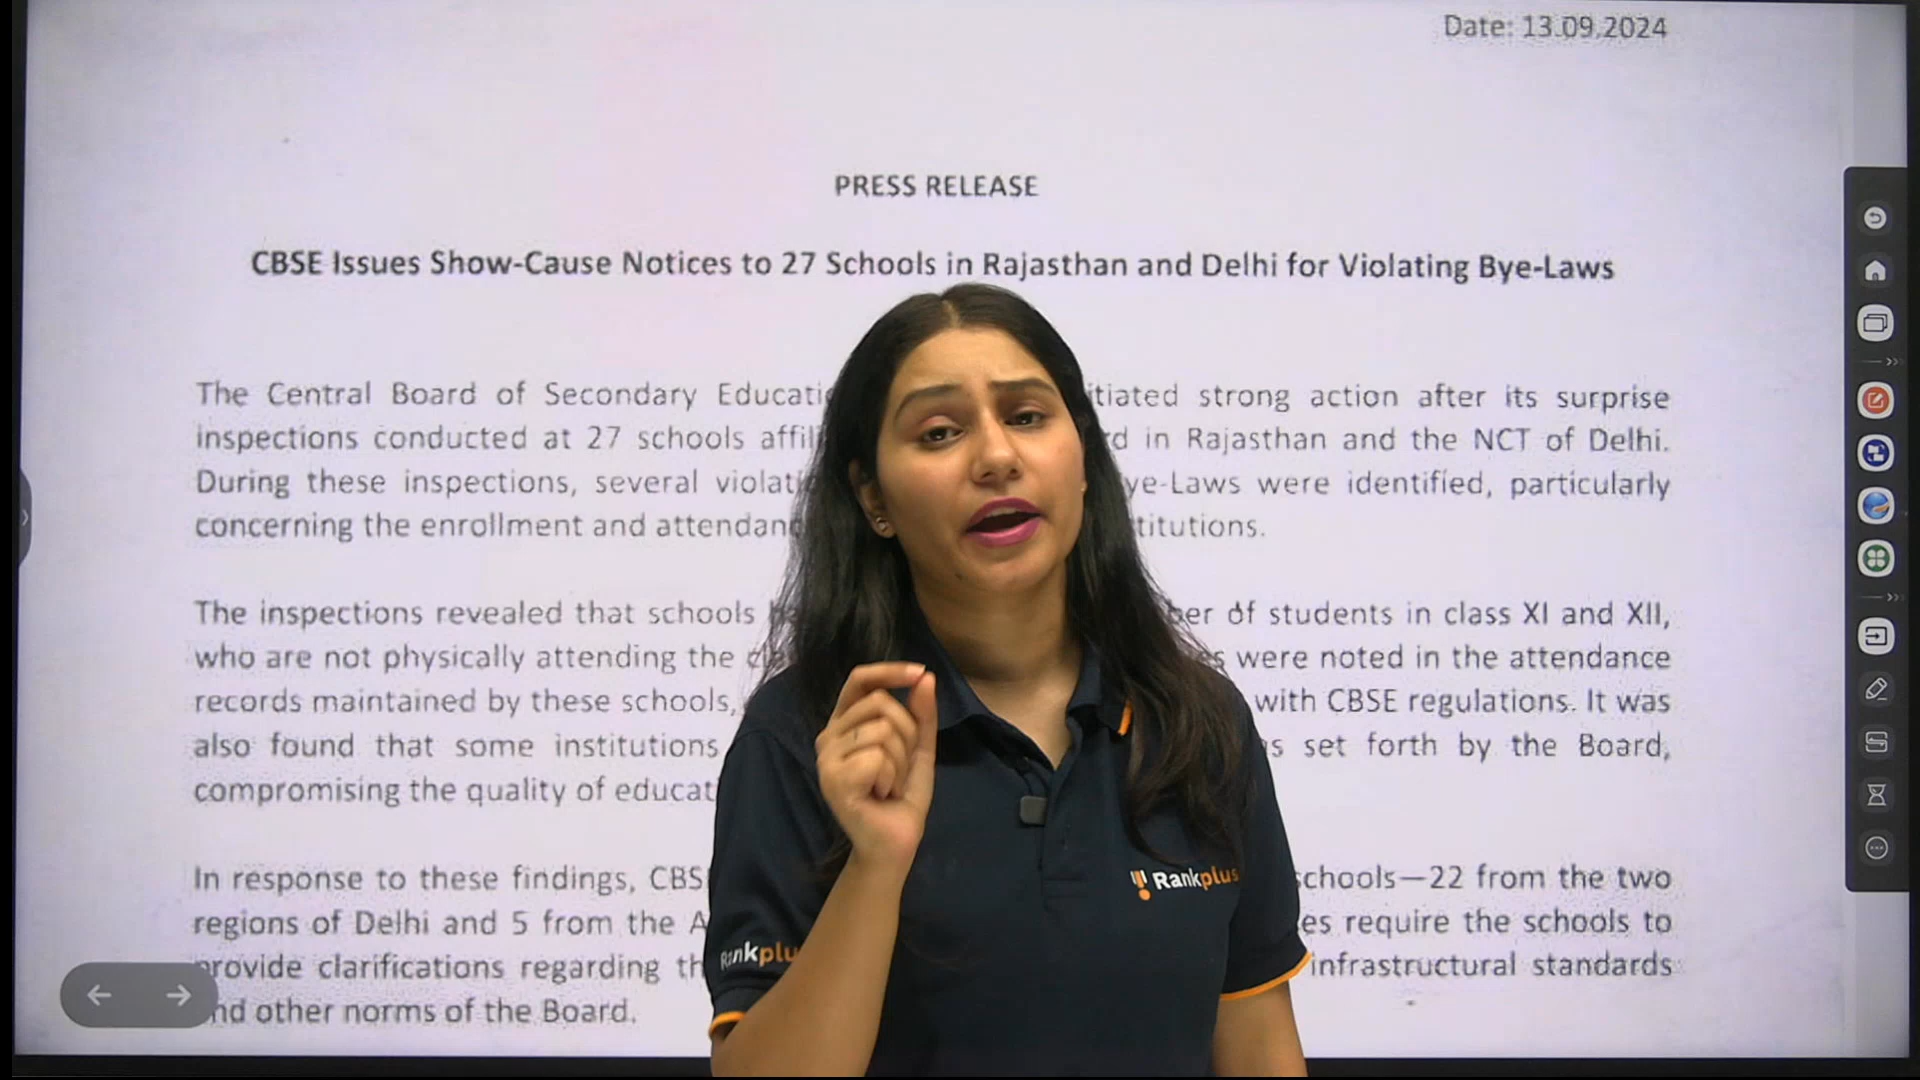 Date: 13.09.2024
PRESS RELEASE
CBSE Issues Show-Cause Notices to 27 Schools in Rajasthan and Delhi for Violating Bye-Laws
The Central Board of Secondary Educati itiated strong action after its surprise
inspections conducted at 27 schools affil rd in Rajasthan and the NCT of Delhi.
During these inspections, several violati ye-Laws were identified, particularly
concerning the enrollment and attendan titutions.
The inspections revealed that schools ber of students in class XI and XII,
who are not physically attending the were noted in the attendance
records maintained by these schools, with CBSE regulations. It was
also found that some institutions s set forth by the Board,
compromising the quality of educat
In response to these findings, CBS schools—22 from the two
regions of Delhi and 5 from the A es require the schools to
provide clarifications regarding th infrastructural standards
nd other norms of the Board.
Rankplus
Rankplu